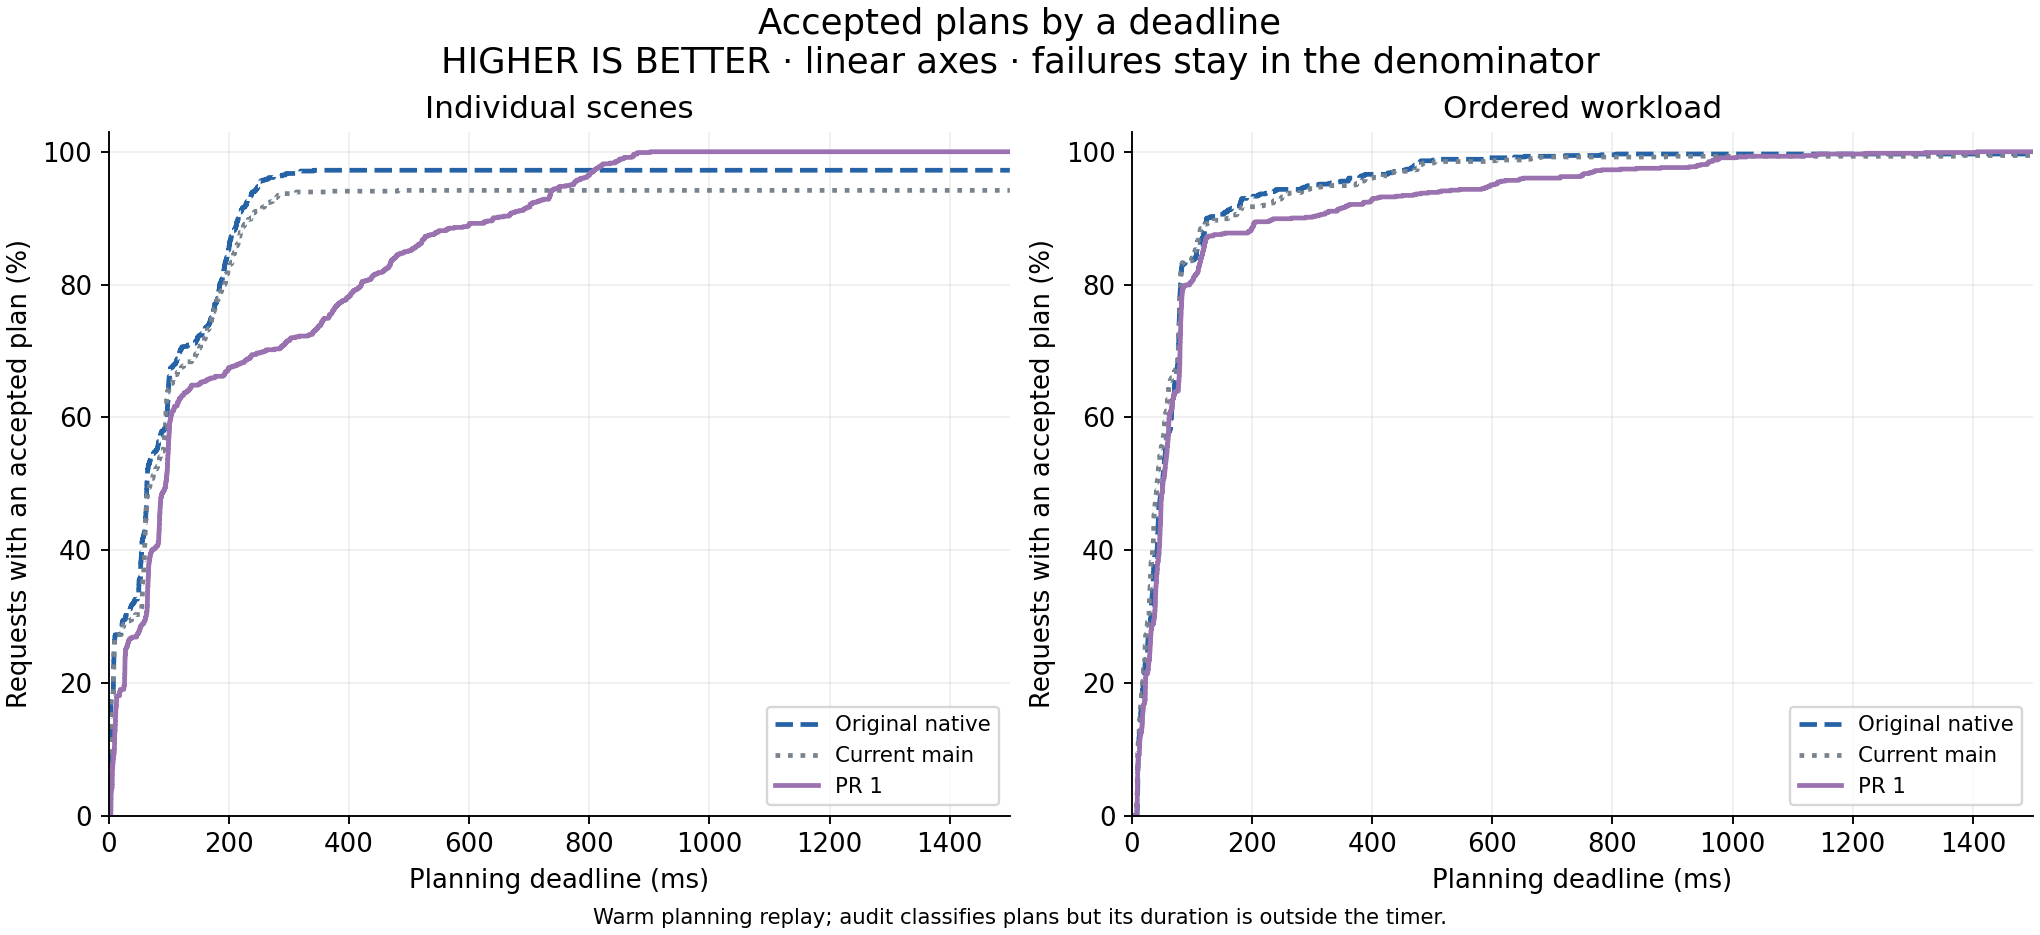 Accepted plans by a deadline
HIGHER IS BETTER · linear axes · failures stay in the denominator
Individual scenes
Requests with an accepted plan (%)
100
80
60
40
20
0
0 200 400 600 800 1000 1200 1400
Planning deadline (ms)
Original native
Current main
PR 1
Ordered workload
Requests with an accepted plan (%)
100
80
60
40
20
0
0 200 400 600 800 1000 1200 1400
Planning deadline (ms)
Original native
Current main
PR 1
Warm planning replay; audit classifies plans but its duration is outside the timer.